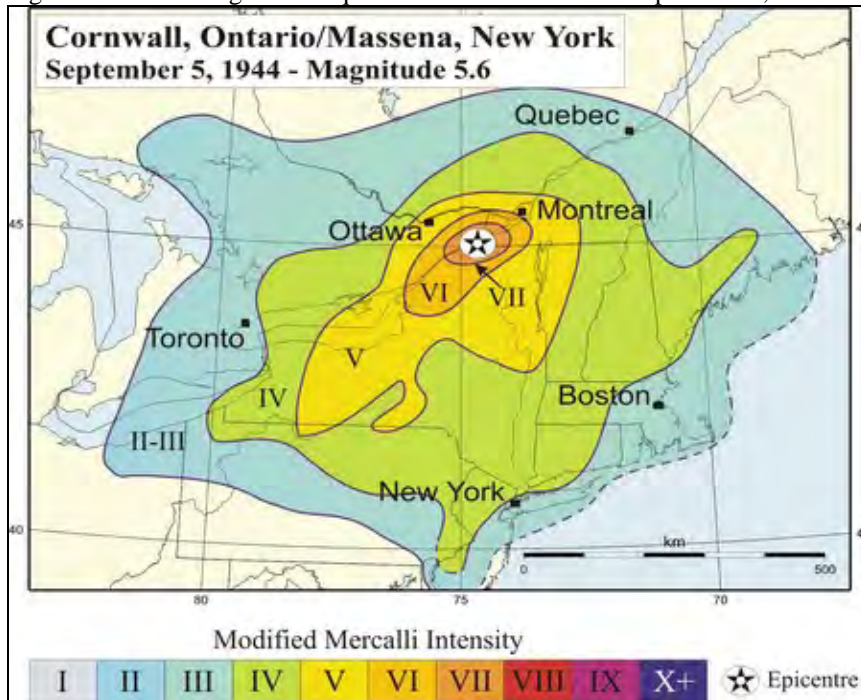 Cornwall, Ontario/Massena, New York
September 5, 1944 - Magnitude 5.6
Quebec
45
Montreal
Ottawa
VI
VII
Toronto
V
IV
Boston
II-III
New York
40
km
0
500
80
75
70
Modified Mercalli Intensity
I II III IV V VI VII VIII IX X+ Epicentre